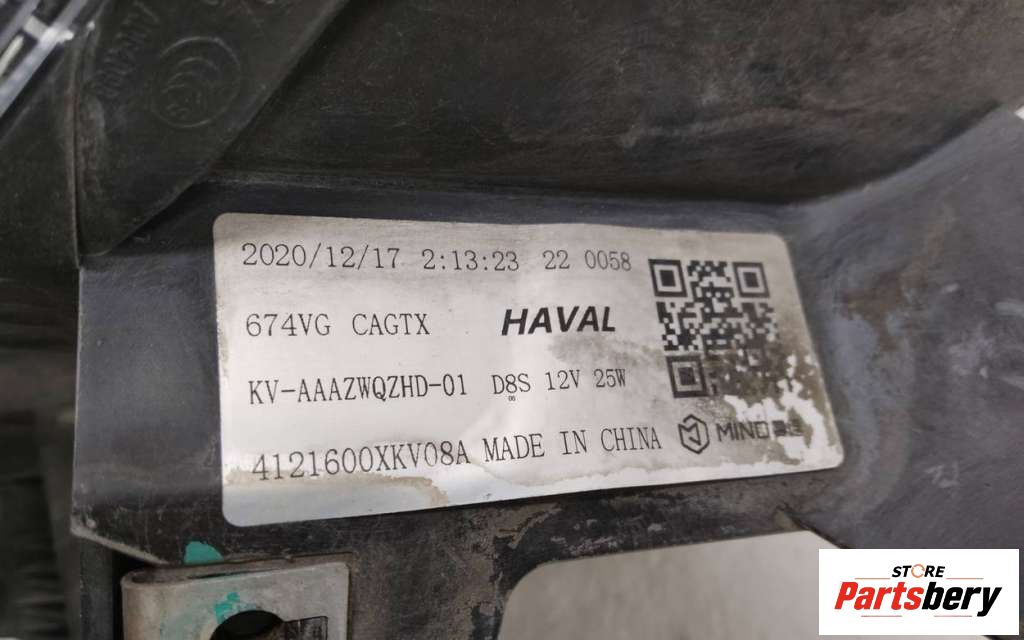 2020/12/17 2:13:23 22 0058
674VG CAGTX HAVAL
KV-AAAZWQZHD-01 D8S 12V 25W
06
4121600XKV08A MADE IN CHINA
STORE
Partsbery